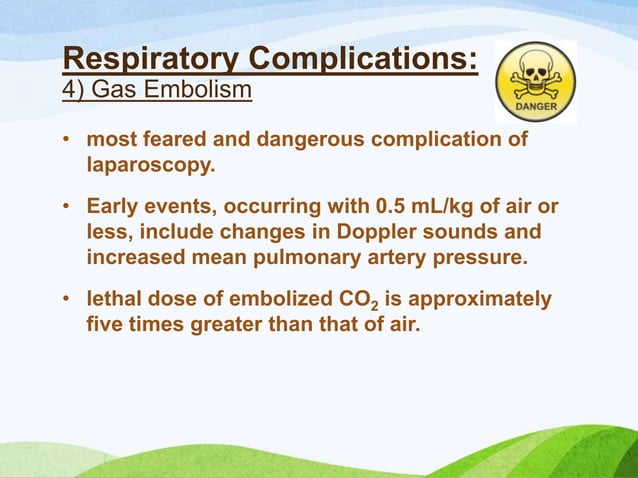 Respiratory Complications:
4) Gas Embolism
DANGER
• most feared and dangerous complication of
laparoscopy.
• Early events, occurring with 0.5 mL/kg of air or
less, include changes in Doppler sounds and
increased mean pulmonary artery pressure.
• lethal dose of embolized CO₂ is approximately
five times greater than that of air.